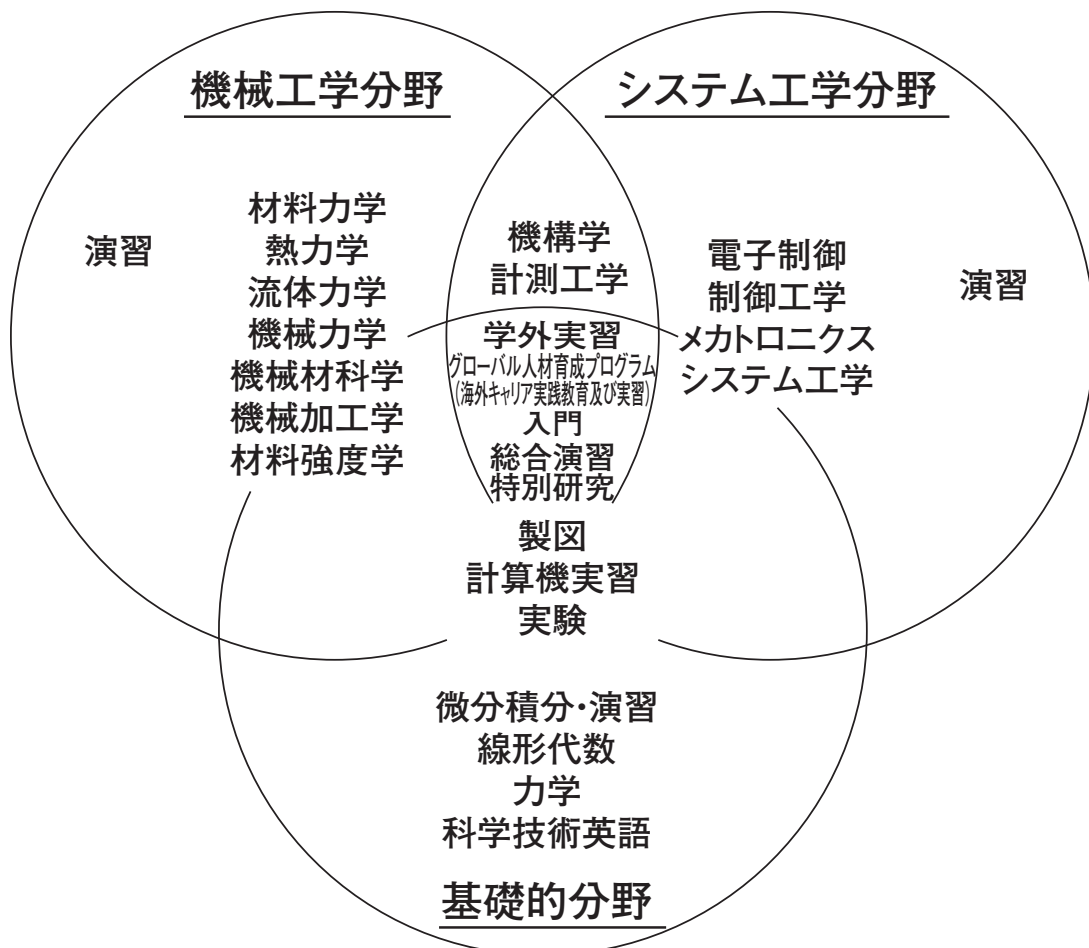 機械工学分野
システム工学分野
演習
材料力学
熱力学
流体力学
機械力学
機械材科学
機械加工学
材料強度学
機構学
計測工学
学外実習
グローバル人材育成プログラム
(海外キャリア実践教育及び実習)
入門
総合演習
特別研究
電子制御
制御工学
メカトロニクス
システム工学
演習
製図
計算機実習
実験
微分積分・演習
線形代数
力学
科学技術英語
基礎的分野